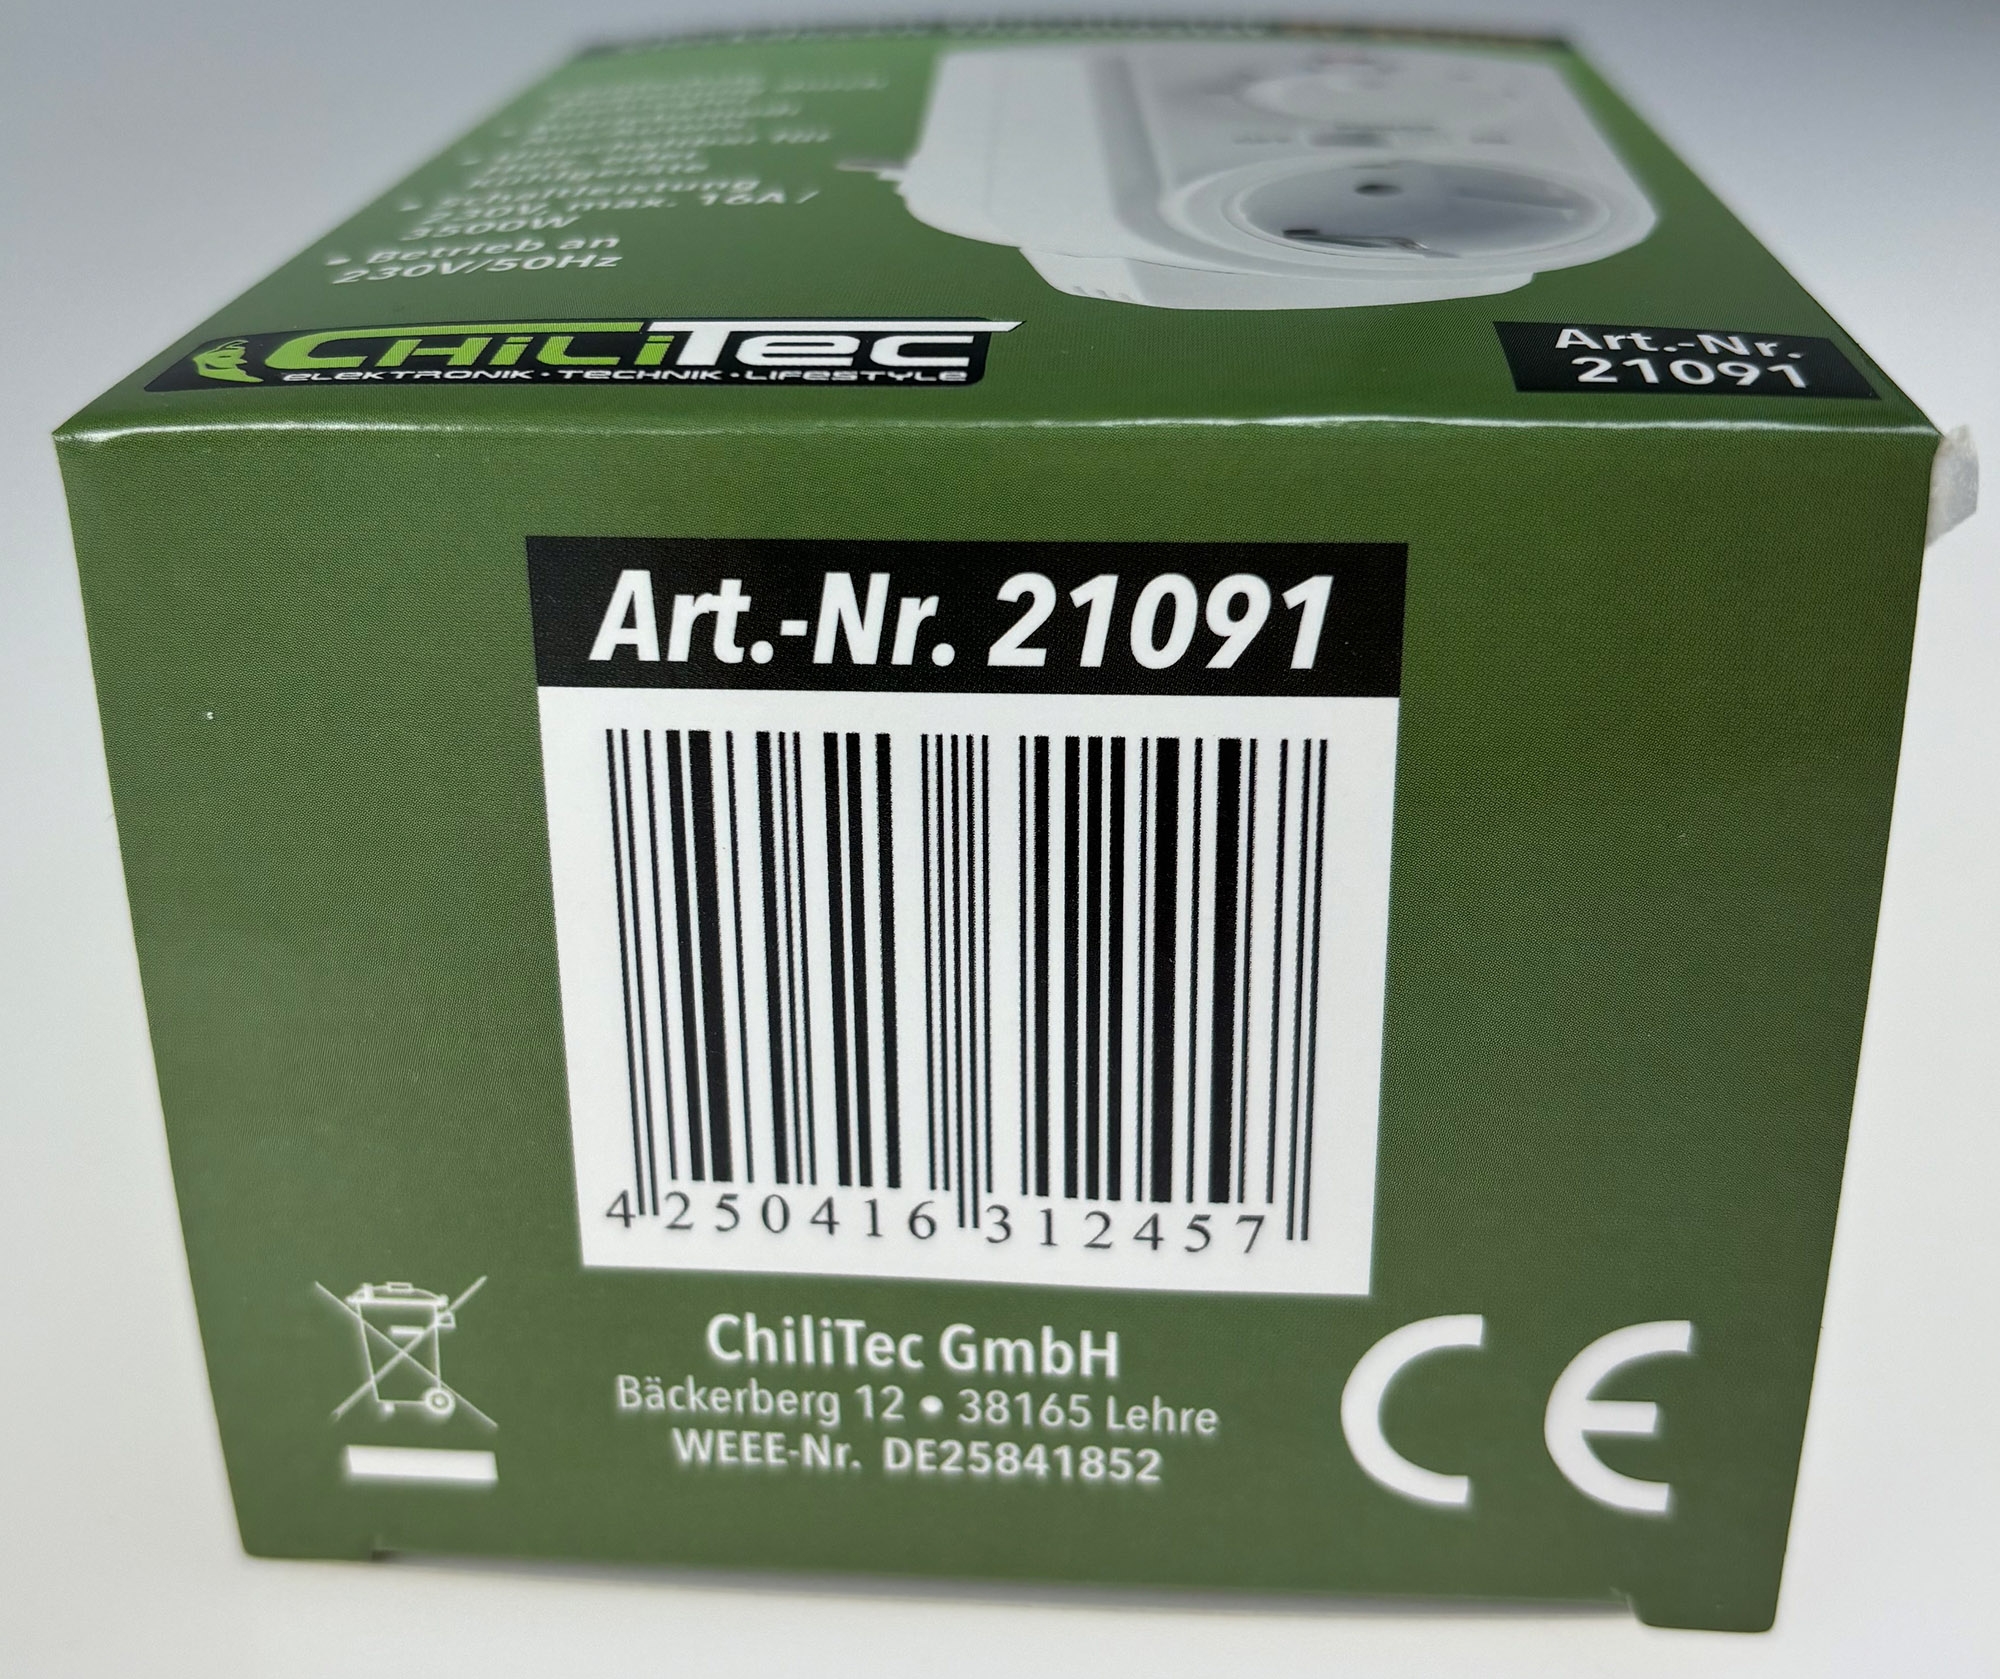 Schaltleistung
230V, max. 16A/
3500W
Betrieb an
230V/50Hz
CHiLiTEC
ELEKTRONIK · TECHNIK · LIFESTYLE
Art.-Nr.
21091
Art.-Nr. 21091
4 250416 312457
ChiliTec GmbH
Bäckerberg 12 • 38165 Lehre
WEEE-Nr. DE25841852
CE